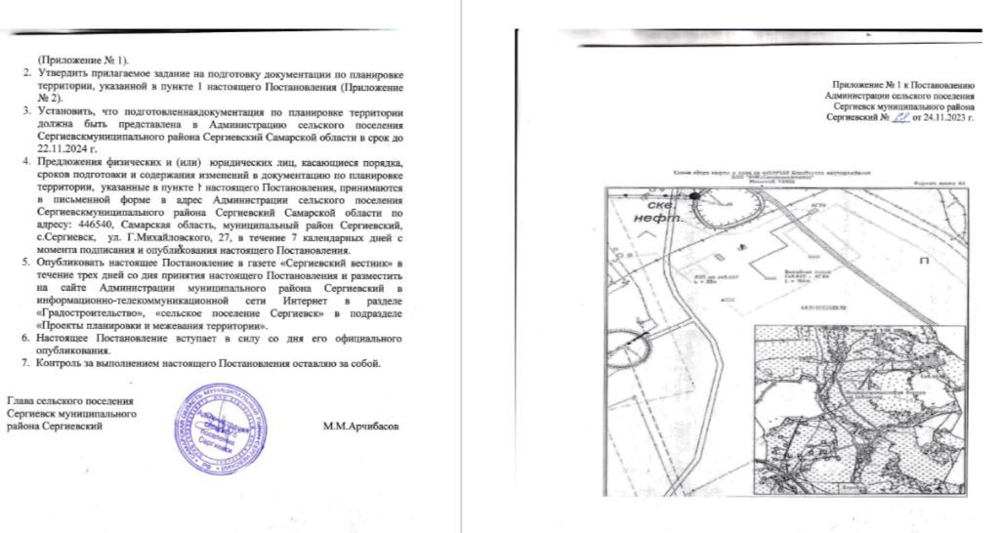 (Приложение № 1).
2. Утвердить прилагаемое задание на подготовку документации по планировке
территории, указанной в пункте 1 настоящего Постановления (Приложение
№ 2).
3. Установить, что подготовленнаядокументация по планировке территории
должна быть представлена в Администрацию сельского поселения
Сергиевскмуниципального района Сергиевский Самарской области в срок до
22.11.2024 г.
4. Предложения физических и (или) юридических лиц, касающиеся порядка,
сроков подготовки и содержания изменений в документацию по планировке
территории, указанные в пункте 1 настоящего Постановления, принимаются
в письменной форме в адрес Администрации сельского поселения
Сергиевскмуниципального района Сергиевский Самарской области по
адресу: 446540, Самарская область, муниципальный район Сергиевский,
с.Сергиевск, ул. Г.Михайловского, 27, в течение 7 календарных дней с
момента подписания и опубликования настоящего Постановления.
5. Опубликовать настоящее Постановление в газете «Сергиевский вестник» в
течение трех дней со дня принятия настоящего Постановления и разместить
на сайте Администрации муниципального района Сергиевский в
информационно-телекоммуникационной сети Интернет в разделе
«Градостроительство», «сельское поселение Сергиевск» в подразделе
«Проекты планировки и межевания территории».
6. Настоящее Постановление вступает в силу со дня его официального
опубликования.
7. Контроль за выполнением настоящего Постановления оставляю за собой.
Глава сельского поселения
Сергиевск муниципального
района Сергиевский
М.М.Арчибасов
Администрация
сельского
поселения
Сергиевск
Приложение № 1 к Постановлению
Администрации сельского поселения
Сергиевск муниципального района
Сергиевский № от 24.11.2023 г.
скв.
нефт.
АГЗУ
П